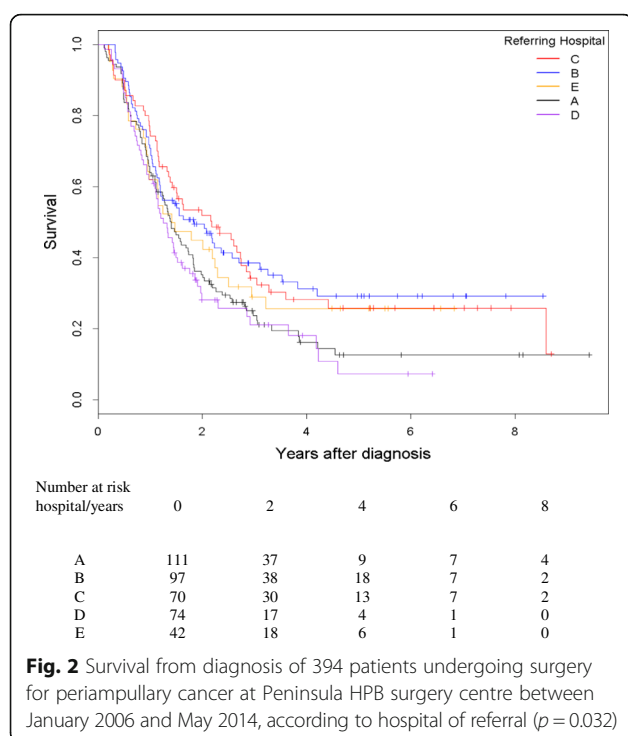 Referring Hospital
C
B
E
A
D
1.0
0.8
0.6
0.4
0.2
0.0
Survival
0 2 4 6 8
Years after diagnosis
Number at risk
hospital/years 0 2 4 6 8
A 111 37 9 7 4
B 97 38 18 7 2
C 70 30 13 7 2
D 74 17 4 1 0
E 42 18 6 1 0
Fig. 2 Survival from diagnosis of 394 patients undergoing surgery
for periampullary cancer at Peninsula HPB surgery centre between
January 2006 and May 2014, according to hospital of referral (p = 0.032)